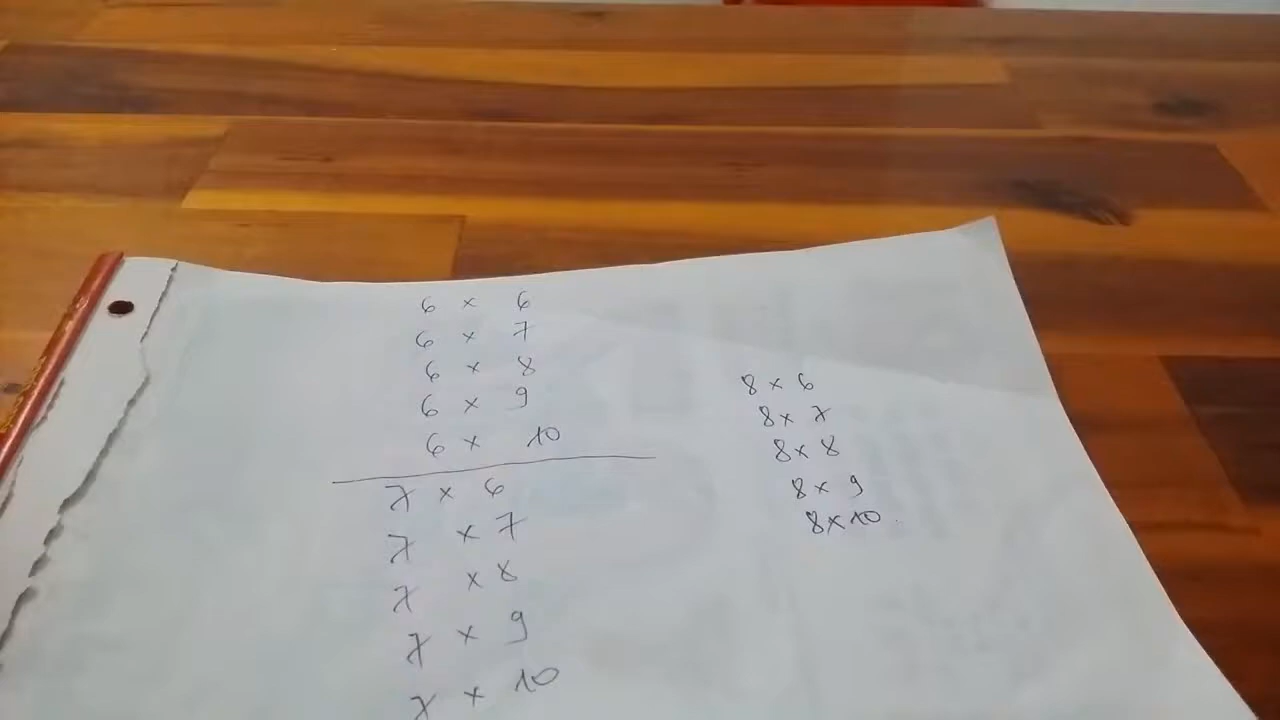 6 x 6
6 x 7
6 x 8
6 x 9
6 x 10
7 x 6
7 x 7
7 x 8
7 x 9
7 x 10
8 x 6
8 x 7
8 x 8
8 x 9
8 x 10